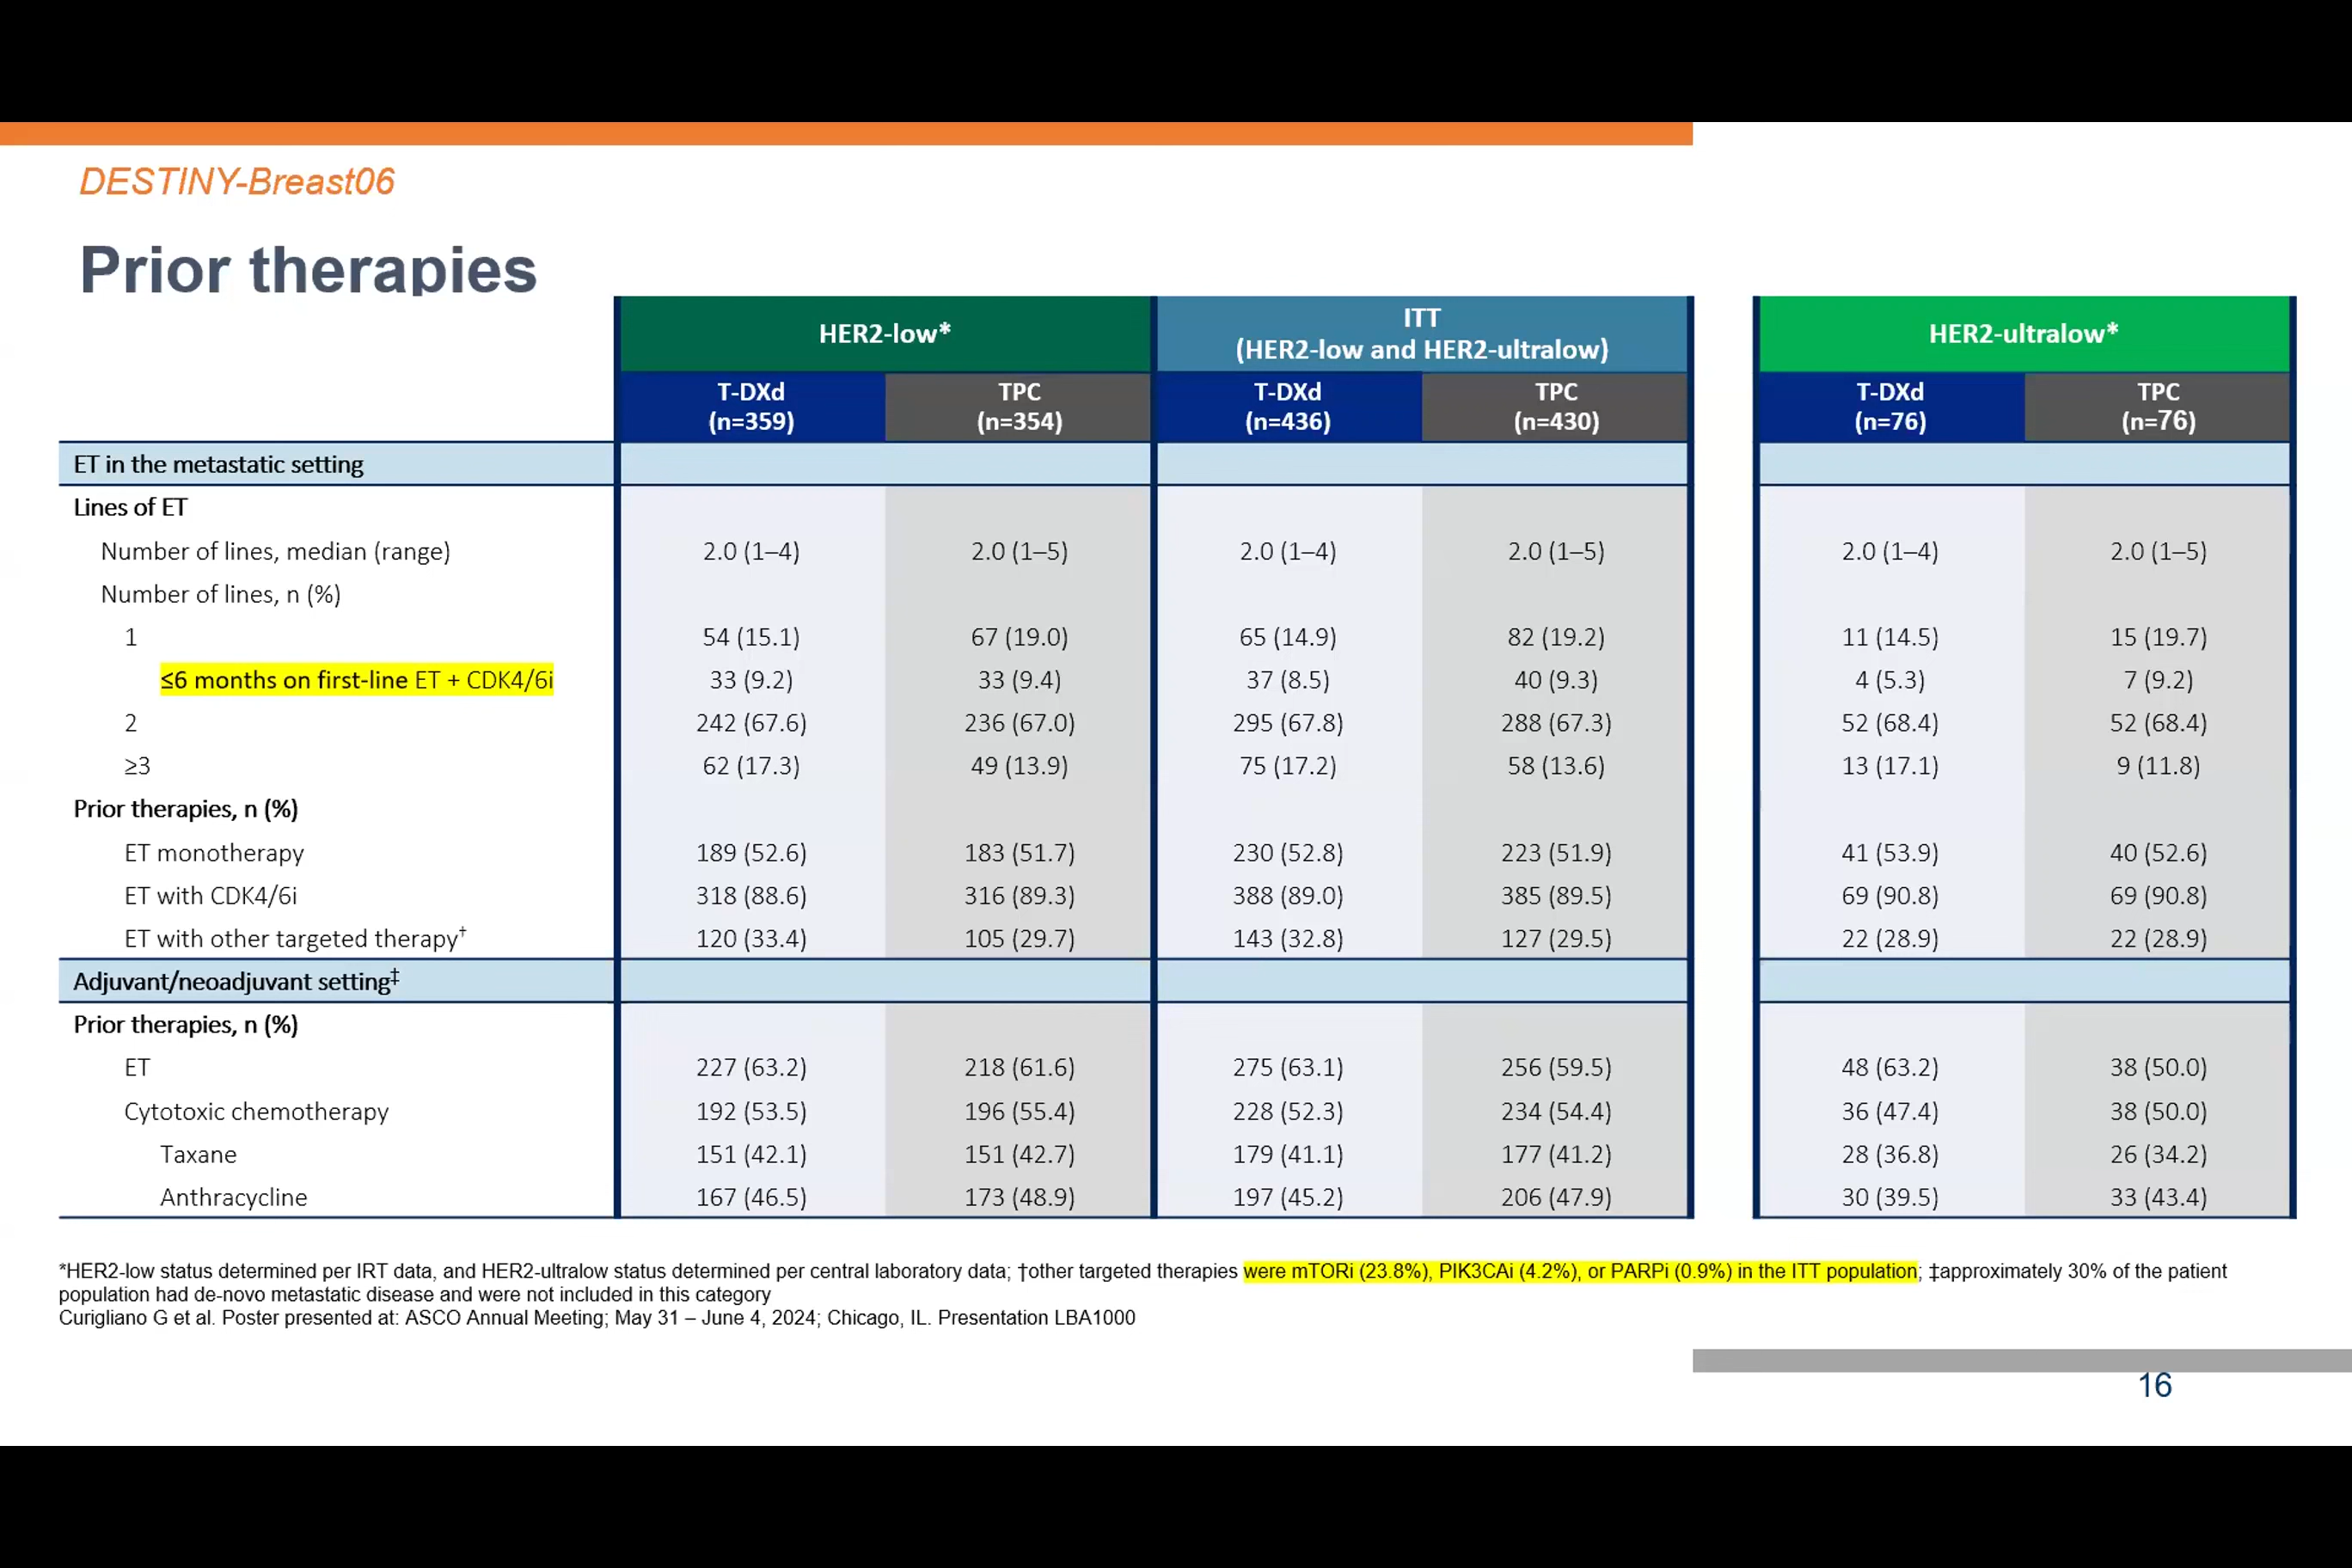 DESTINY-Breast06
Prior therapies
HER2-low* ITT (HER2-low and HER2-ultralow) HER2-ultralow*
T-DXd (n=359) TPC (n=354) T-DXd (n=436) TPC (n=430) T-DXd (n=76) TPC (n=76)
ET in the metastatic setting
Lines of ET
Number of lines, median (range) 2.0 (1–4) 2.0 (1–5) 2.0 (1–4) 2.0 (1–5) 2.0 (1–4) 2.0 (1–5)
Number of lines, n (%)
1 54 (15.1) 67 (19.0) 65 (14.9) 82 (19.2) 11 (14.5) 15 (19.7)
≤6 months on first-line ET + CDK4/6i 33 (9.2) 33 (9.4) 37 (8.5) 40 (9.3) 4 (5.3) 7 (9.2)
2 242 (67.6) 236 (67.0) 295 (67.8) 288 (67.3) 52 (68.4) 52 (68.4)
≥3 62 (17.3) 49 (13.9) 75 (17.2) 58 (13.6) 13 (17.1) 9 (11.8)
Prior therapies, n (%)
ET monotherapy 189 (52.6) 183 (51.7) 230 (52.8) 223 (51.9) 41 (53.9) 40 (52.6)
ET with CDK4/6i 318 (88.6) 316 (89.3) 388 (89.0) 385 (89.5) 69 (90.8) 69 (90.8)
ET with other targeted therapy† 120 (33.4) 105 (29.7) 143 (32.8) 127 (29.5) 22 (28.9) 22 (28.9)
Adjuvant/neoadjuvant setting‡
Prior therapies, n (%)
ET 227 (63.2) 218 (61.6) 275 (63.1) 256 (59.5) 48 (63.2) 38 (50.0)
Cytotoxic chemotherapy 192 (53.5) 196 (55.4) 228 (52.3) 234 (54.4) 36 (47.4) 38 (50.0)
Taxane 151 (42.1) 151 (42.7) 179 (41.1) 177 (41.2) 28 (36.8) 26 (34.2)
Anthracycline 167 (46.5) 173 (48.9) 197 (45.2) 206 (47.9) 30 (39.5) 33 (43.4)
*HER2-low status determined per IRT data, and HER2-ultralow status determined per central laboratory data; †other targeted therapies were mTORi (23.8%), PIK3CAi (4.2%), or PARPi (0.9%) in the ITT population; ‡approximately 30% of the patient
population had de-novo metastatic disease and were not included in this category
Curigliano G et al. Poster presented at: ASCO Annual Meeting; May 31 – June 4, 2024; Chicago, IL. Presentation LBA1000
16